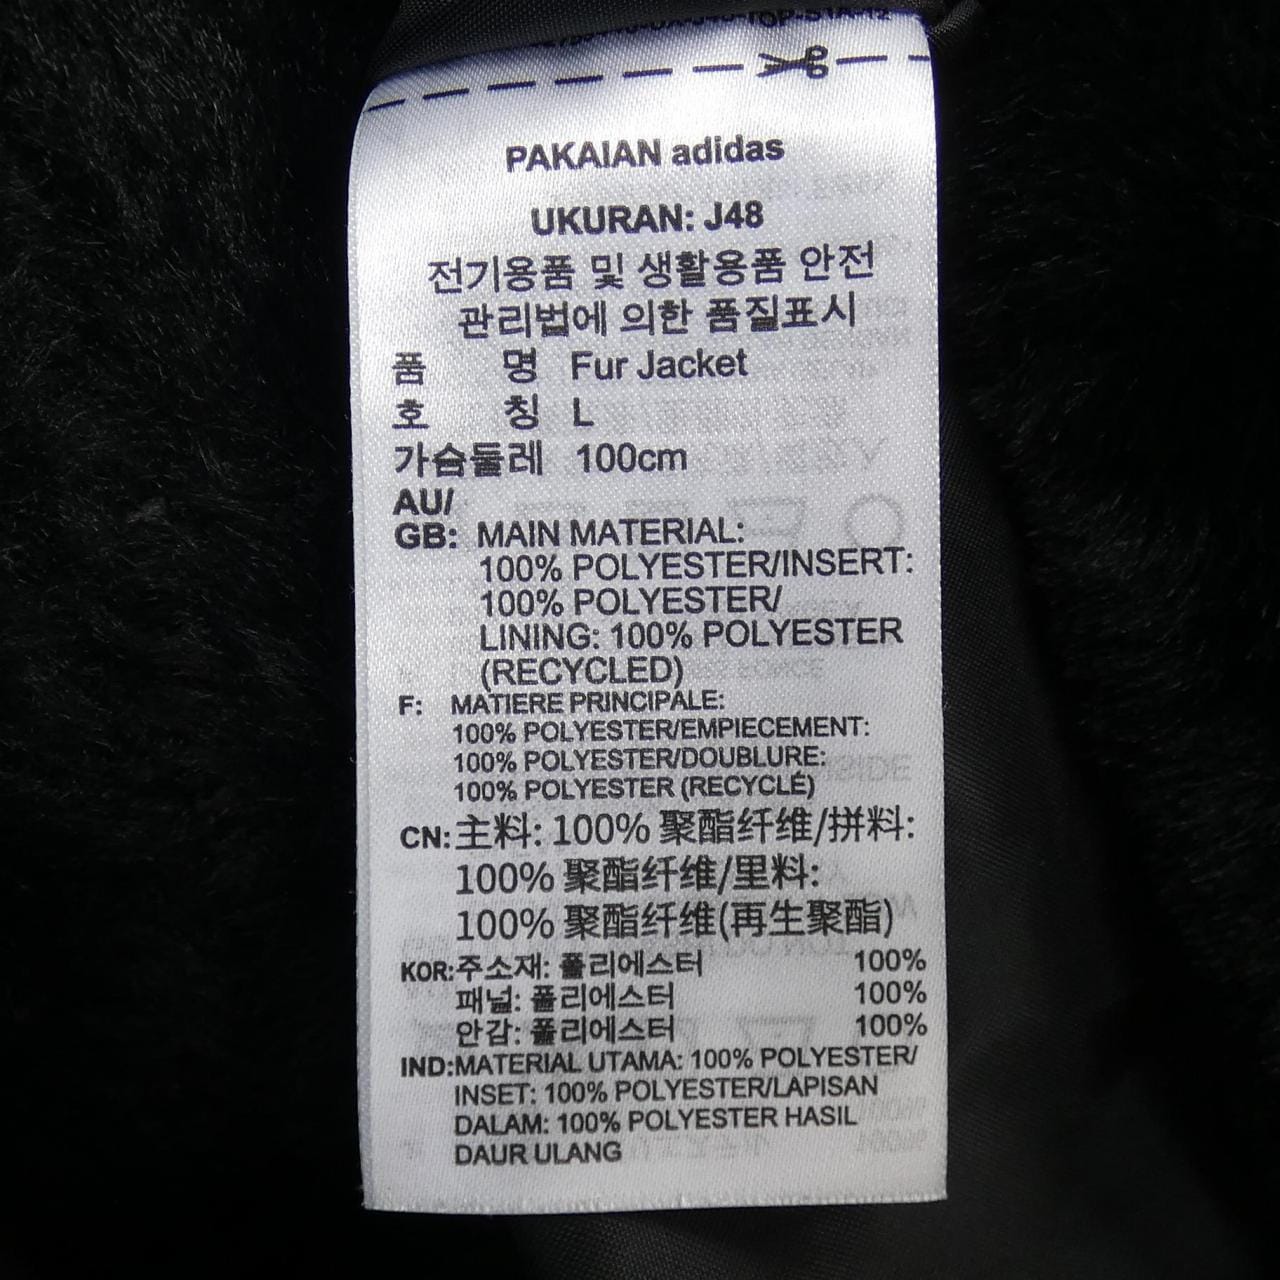 PAKAIAN adidas
UKURAN: J48
전기용품 및 생활용품 안전
관리법에 의한 품질표시
품 명 Fur Jacket
호 칭 L
가슴둘레 100cm
AU/
GB: MAIN MATERIAL:
100% POLYESTER/INSERT:
100% POLYESTER/
LINING: 100% POLYESTER
(RECYCLED)
F: MATIERE PRINCIPALE:
100% POLYESTER/EMPIECEMENT:
100% POLYESTER/DOUBLURE:
100% POLYESTER (RECYCLÉ)
CN: 主料: 100% 聚酯纤维/拼料:
100% 聚酯纤维/里料:
100% 聚酯纤维(再生聚酯)
KOR: 주소재: 폴리에스터 100%
패널: 폴리에스터 100%
안감: 폴리에스터 100%
IND: MATERIAL UTAMA: 100% POLYESTER/
INSET: 100% POLYESTER/LAPISAN
DALAM: 100% POLYESTER HASIL
DAUR ULANG